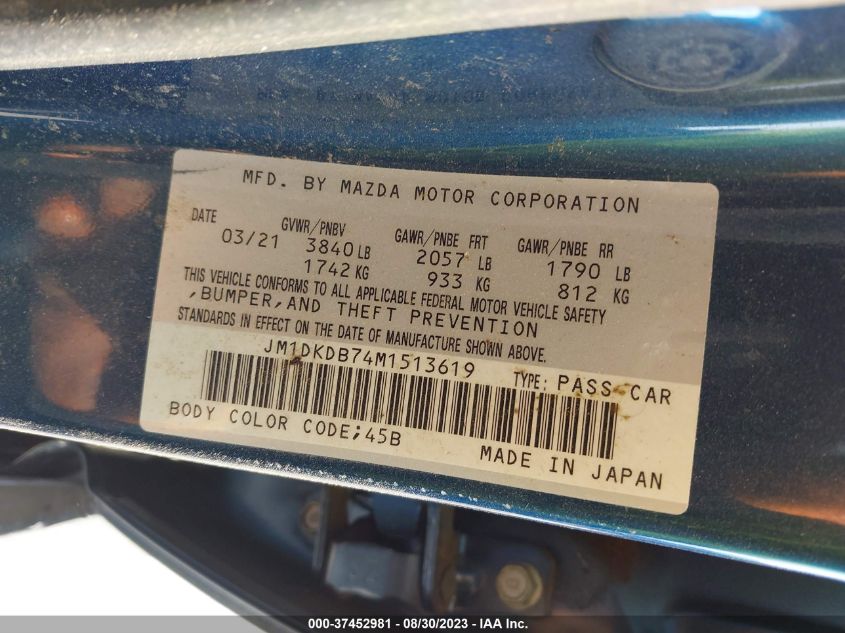 MFD. BY MAZDA MOTOR CORPORATION
DATE GVWR/PNBV GAWR/PNBE FRT GAWR/PNBE RR
03/21 3840 LB 2057 LB 1790 LB
1742 KG 933 KG 812 KG
THIS VEHICLE CONFORMS TO ALL APPLICABLE FEDERAL MOTOR VEHICLE SAFETY
,BUMPER,AND THEFT PREVENTION
STANDARDS IN EFFECT ON THE DATE OF MANUFACTURE SHOWN ABOVE.
JM1DKDB74M1513619 TYPE: PASS CAR
BODY COLOR CODE;45B
MADE IN JAPAN
000-37452981 - 08/30/2023 - IAA Inc.